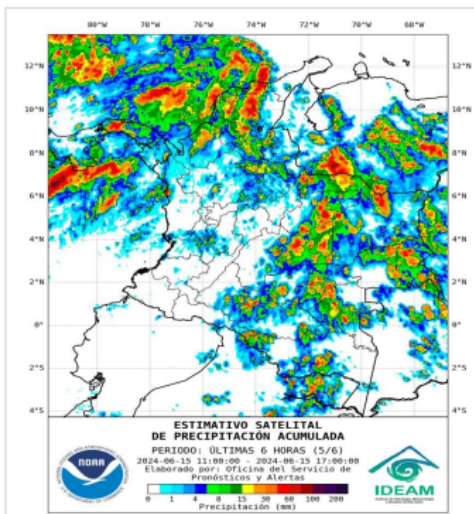 80°W 78°W 76°W 74°W 72°W 70°W 68°W
12°N
10°N
8°N
6°N
4°N
2°N
0°
2°S
4°S
ESTIMATIVO SATELITAL
DE PRECIPITACIÓN ACUMULADA
PERIODO: ÚLTIMAS 6 HORAS (5/6)
2024-06-15 11:00:00 - 2024-06-15 17:00:00
Elaborado por: Oficina del Servicio de
Pronósticos y Alertas
NOAA
0 1 4 8 15 30 60 100 200
Precipitación (mm)
IDEAM